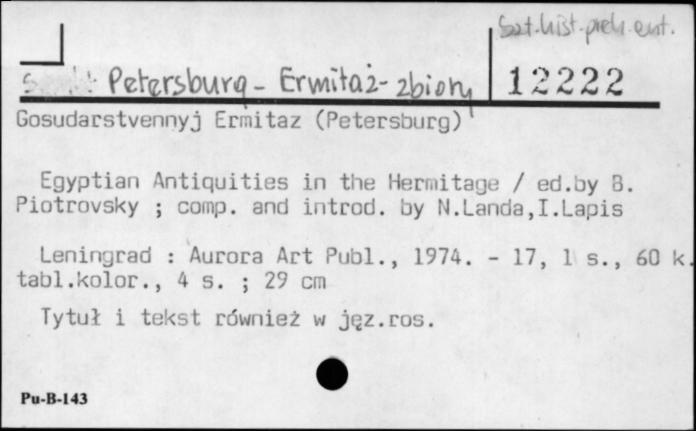 Szt.hist.preh.ent.
Petersburg - Ermitaż - zbiory 12222
Gosudarstvennyj Ermitaz (Petersburg)
Egyptian Antiquities in the Hermitage / ed.by B.
Piotrovsky ; comp. and introd. by N.Landa,I.Lapis
Leningrad : Aurora Art Publ., 1974. - 17, 1 s., 60 k.
tabl.kolor., 4 s. ; 29 cm
Tytuł i tekst również w jęz.ros.
Pu-B-143